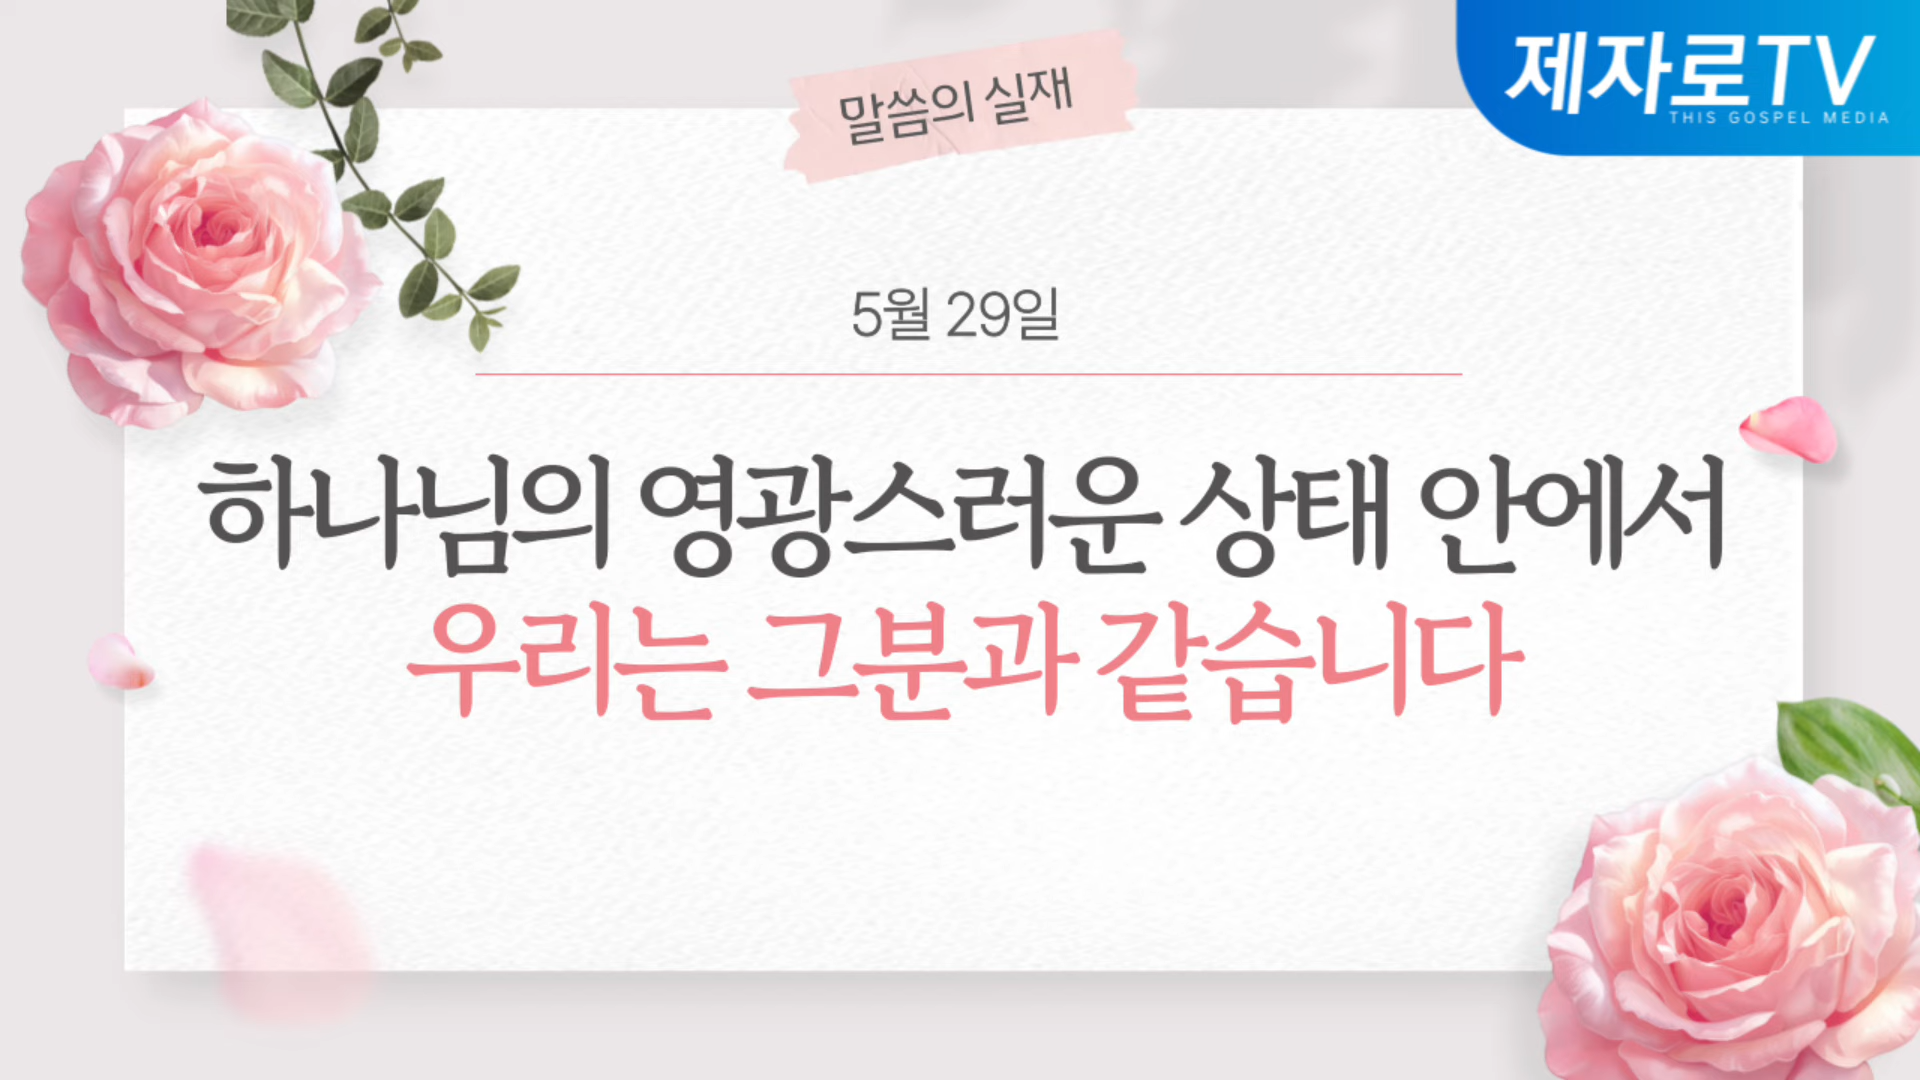 말씀의 실재
제자로TV
THIS GOSPEL MEDIA
5월 29일
하나님의 영광스러운 상태 안에서
우리는 그분과 같습니다